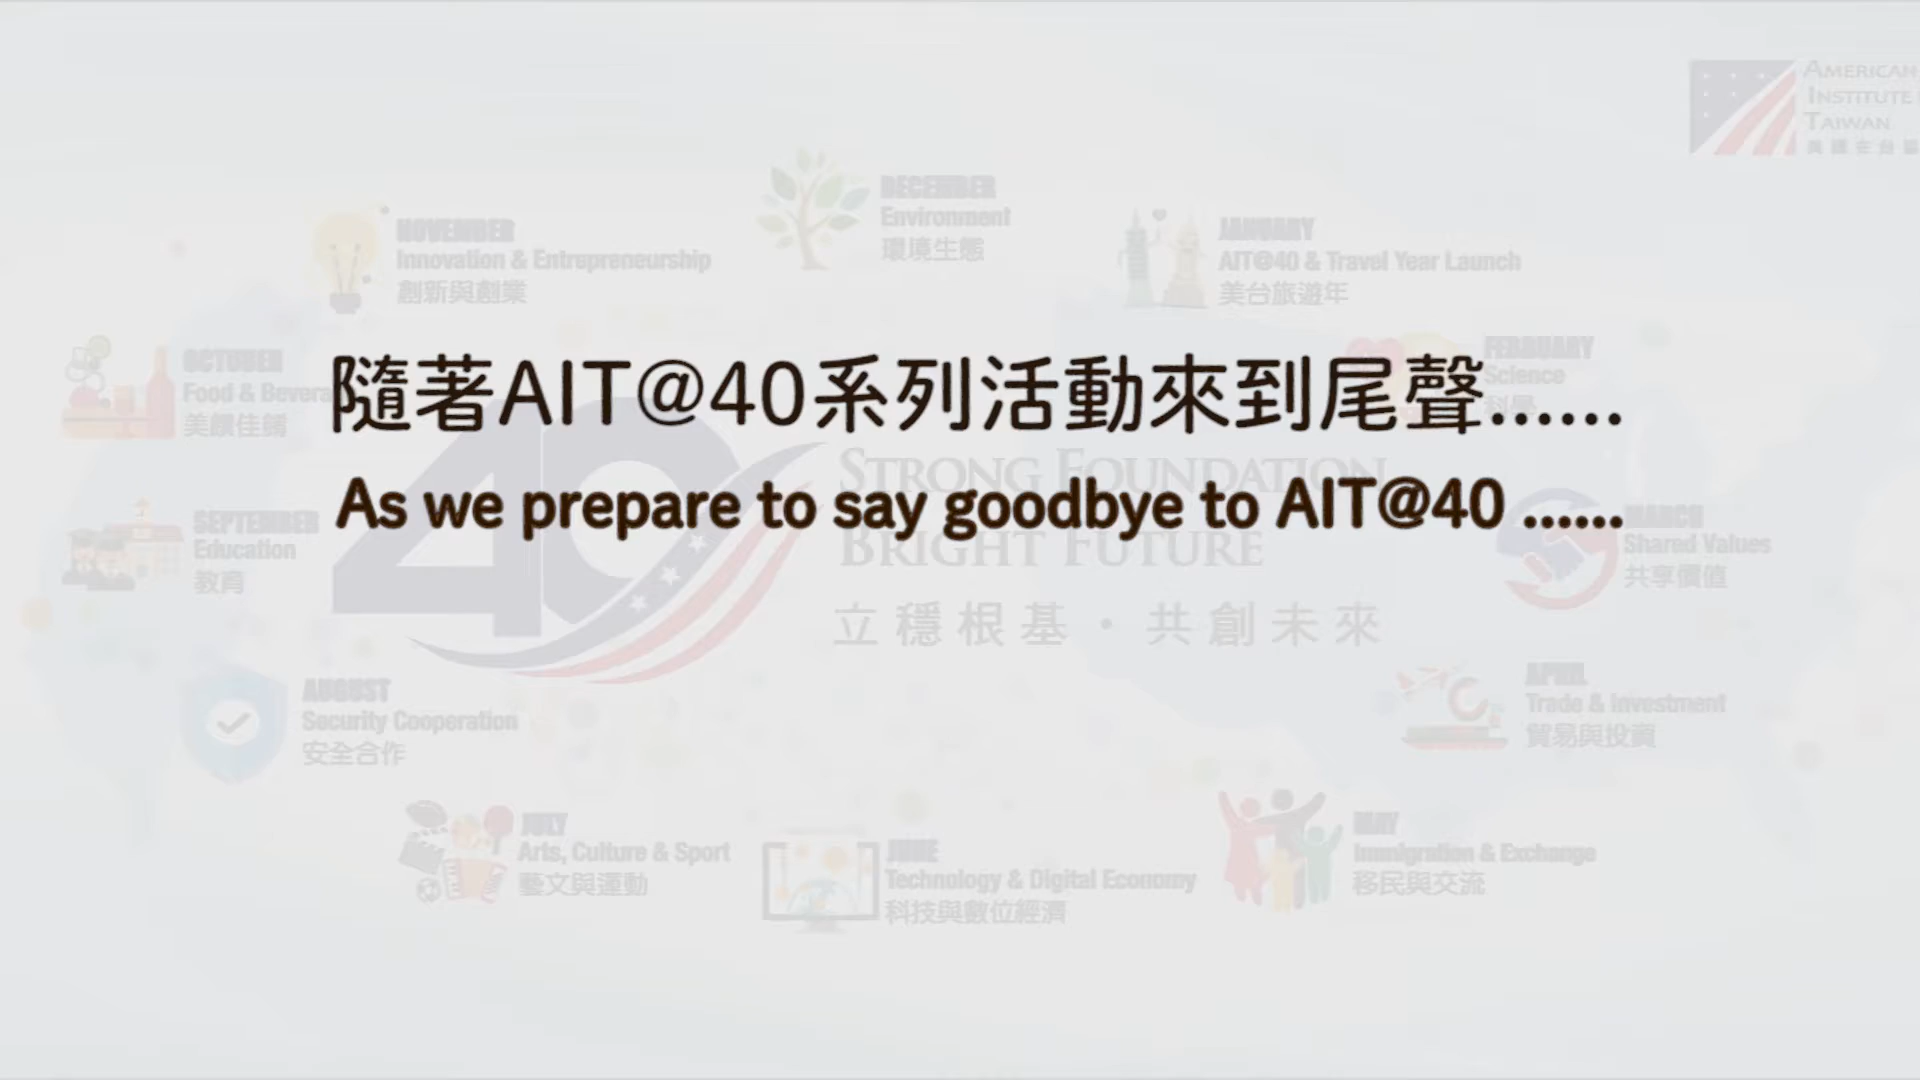 AMERICAN
INSTITUTE
TAIWAN
DECEMBER
Environment
環境生態
NOVEMBER
Innovation & Entrepreneurship
創新與創業
JANUARY
AIT@40 & Travel Year Launch
美台旅遊年
OCTOBER
Food & Bevera
美饌佳餚
FEBRUARY
Science
科學
隨著AIT@40系列活動來到尾聲......
As we prepare to say goodbye to AIT@40 ......
40
STRONG FOUNDATION
BRIGHT FUTURE
立穩根基·共創未來
SEPTEMBER
Education
教育
MARCH
Shared Values
共享價值
AUGUST
Security Cooperation
安全合作
APRIL
Trade & Investment
貿易與投資
JULY
Arts, Culture & Sport
藝文與運動
JUNE
Technology & Digital Economy
科技與數位經濟
MAY
Immigration & Exchange
移民與交流